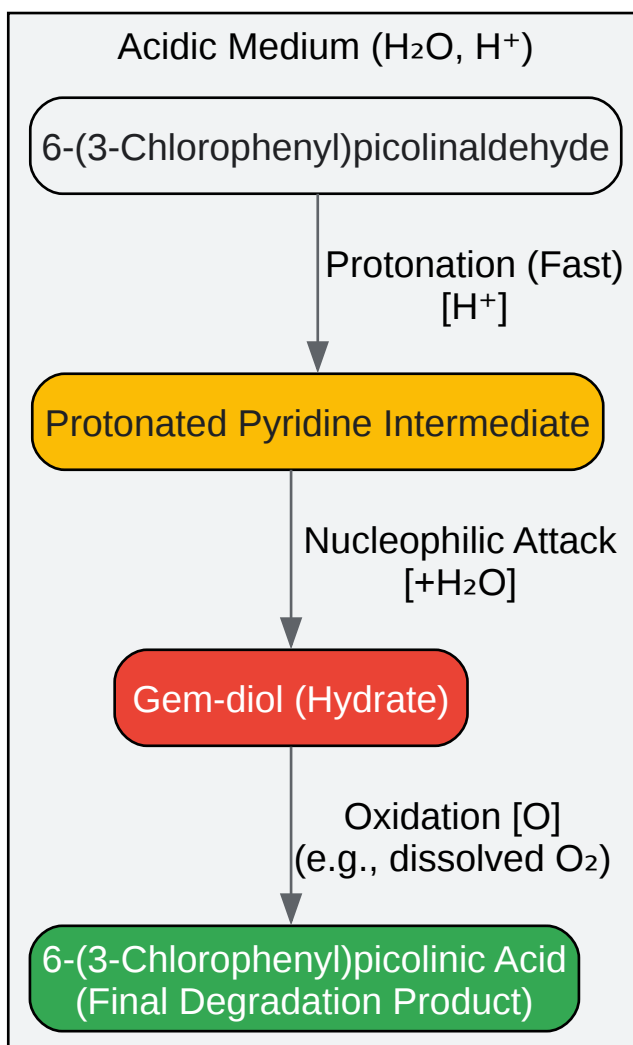 Acidic Medium (H₂O, H⁺)
6-(3-Chlorophenyl)picolinaldehyde
Protonation (Fast)
[H⁺]
Protonated Pyridine Intermediate
Nucleophilic Attack
[+H₂O]
Gem-diol (Hydrate)
Oxidation [O]
(e.g., dissolved O₂)
6-(3-Chlorophenyl)picolinic Acid
(Final Degradation Product)